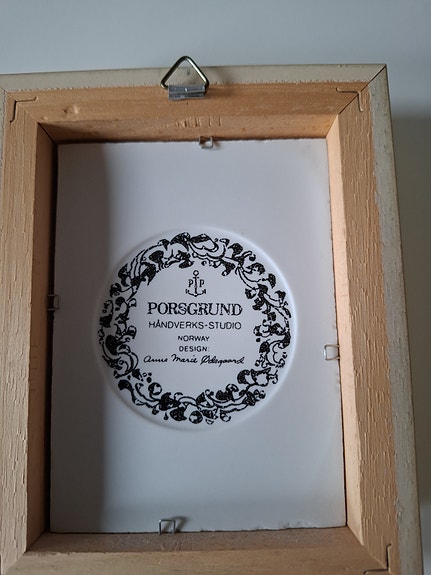 P P
PORSGRUND
HÅNDVERKS-STUDIO
NORWAY
DESIGN:
Anne Marie Ødegaard